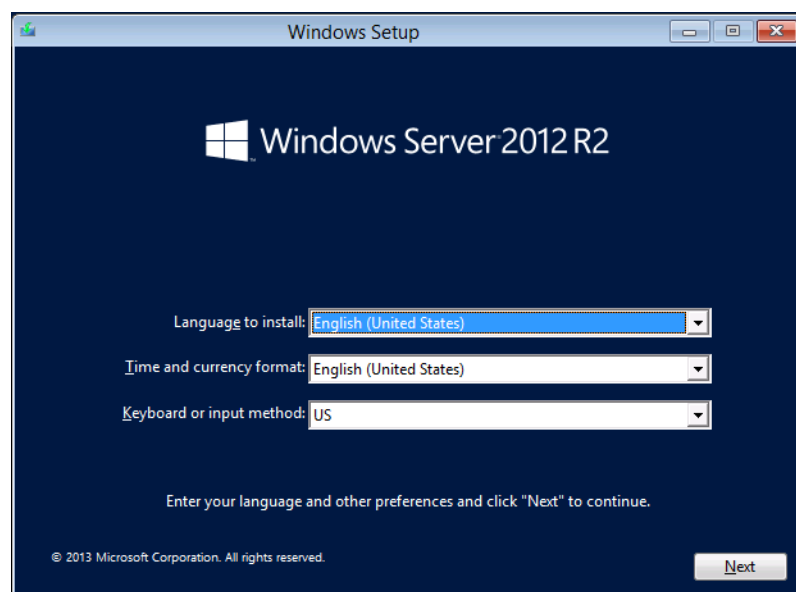 Windows Setup
Windows Server 2012 R2
Language to install: English (United States)
Time and currency format: English (United States)
Keyboard or input method: US
Enter your language and other preferences and click "Next" to continue.
© 2013 Microsoft Corporation. All rights reserved.
Next